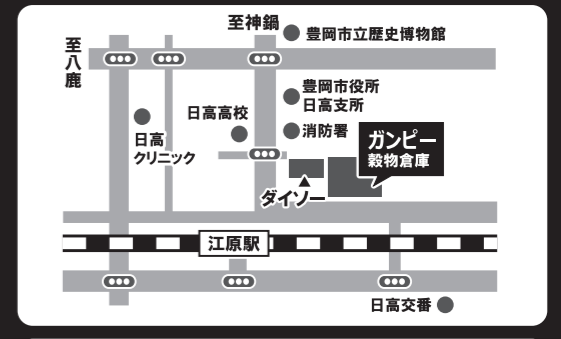 至神鍋
豊岡市立歴史博物館
至八鹿
豊岡市役所
日高支所
日高高校
消防署
日高
クリニック
ガンピー
穀物倉庫
ダイソー
江原駅
日高交番